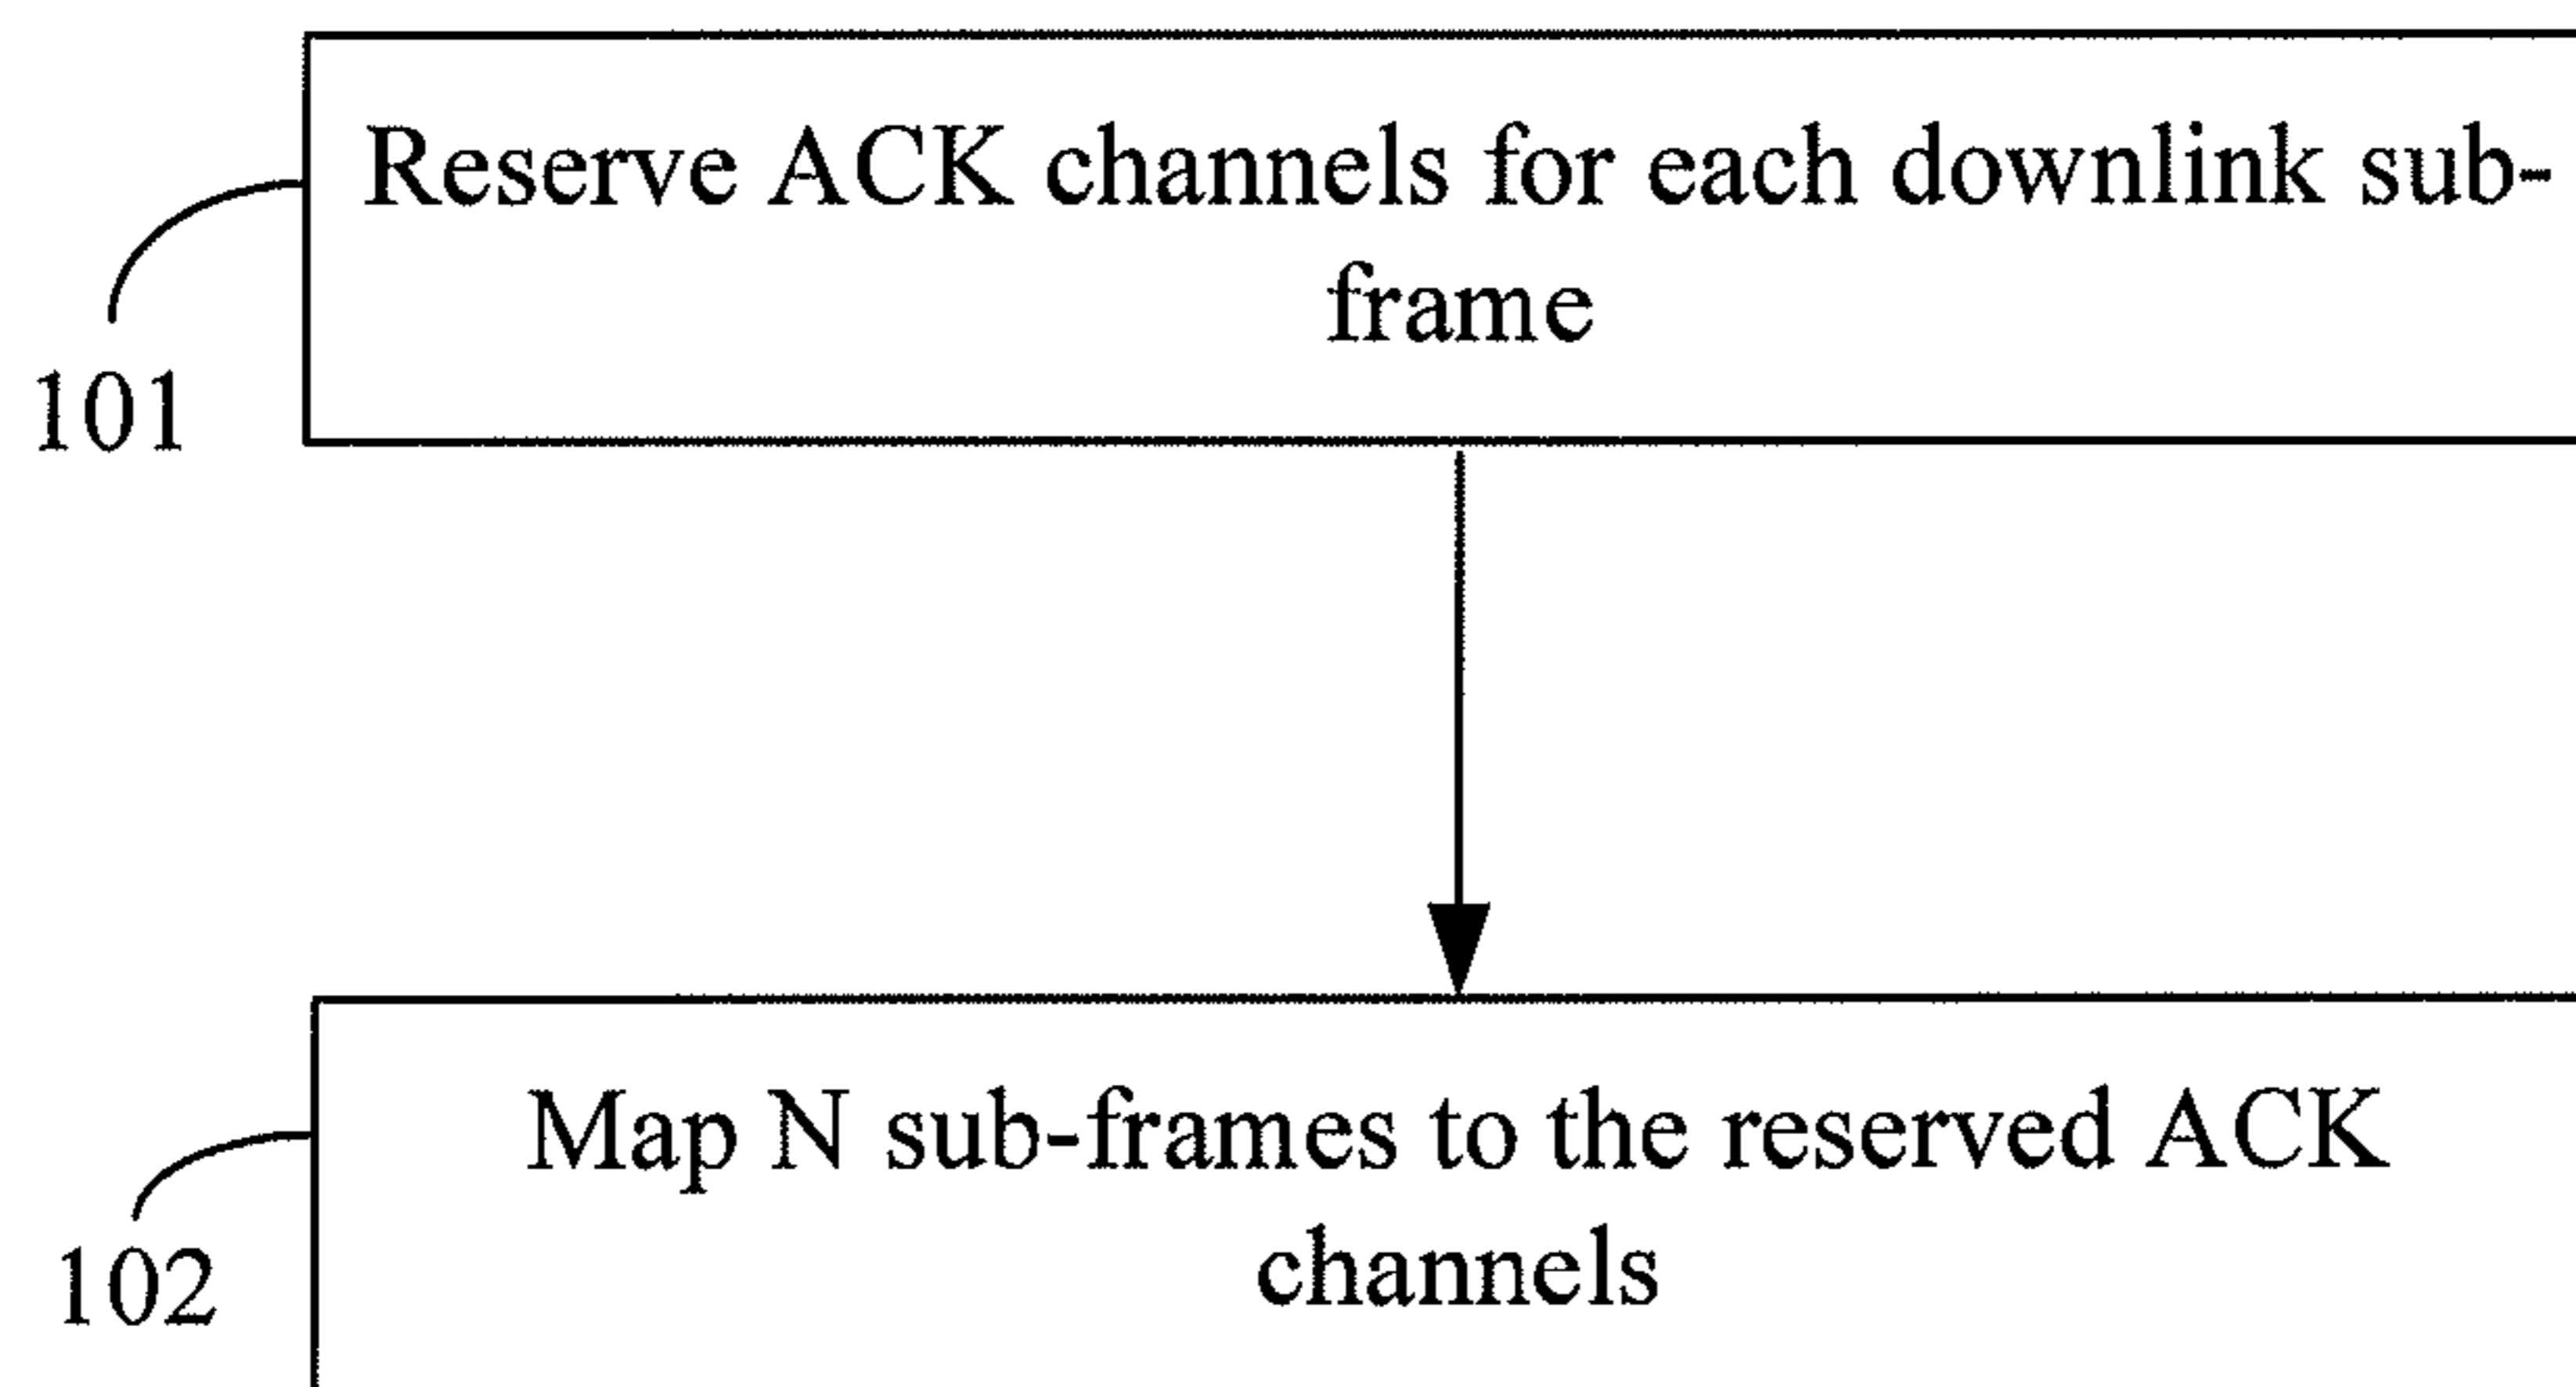 Reserve ACK channels for each downlink sub-
frame
101
Map N sub-frames to the reserved ACK
channels
102